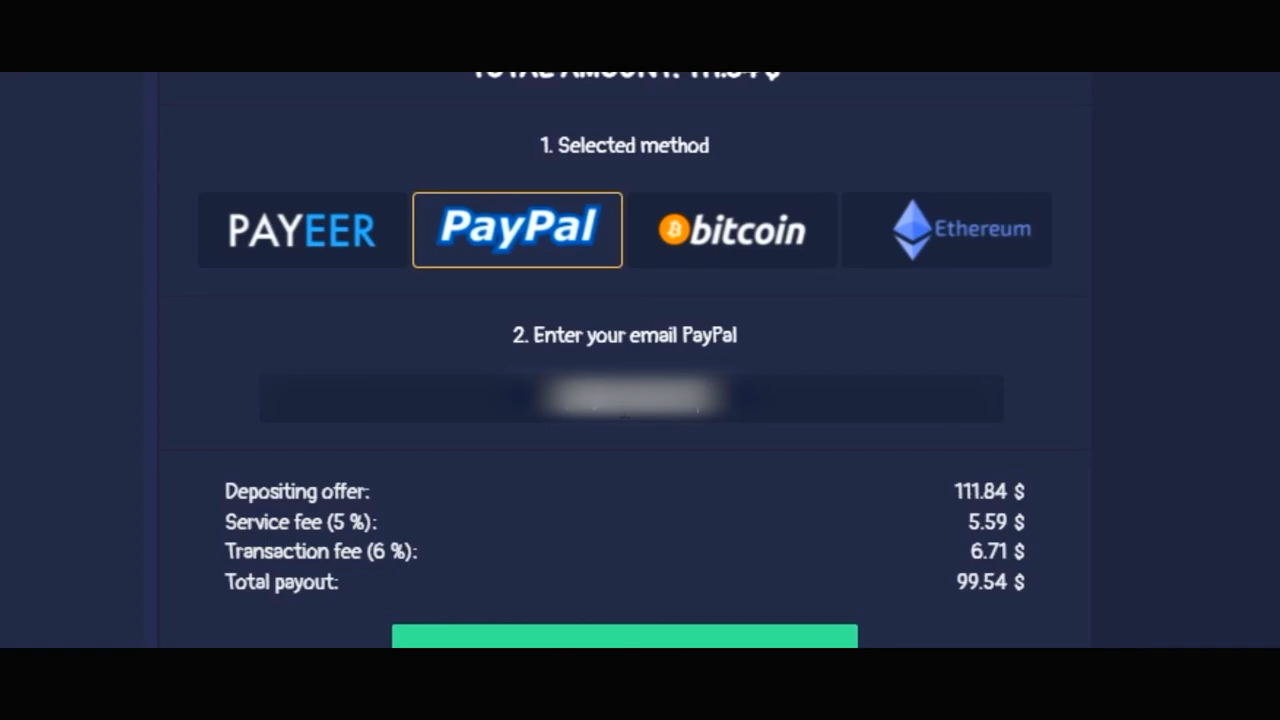 1. Selected method
PAYEER PayPal bitcoin Ethereum
2. Enter your email PayPal
Depositing offer: 111.84 $
Service fee (5 %): 5.59 $
Transaction fee (6 %): 6.71 $
Total payout: 99.54 $